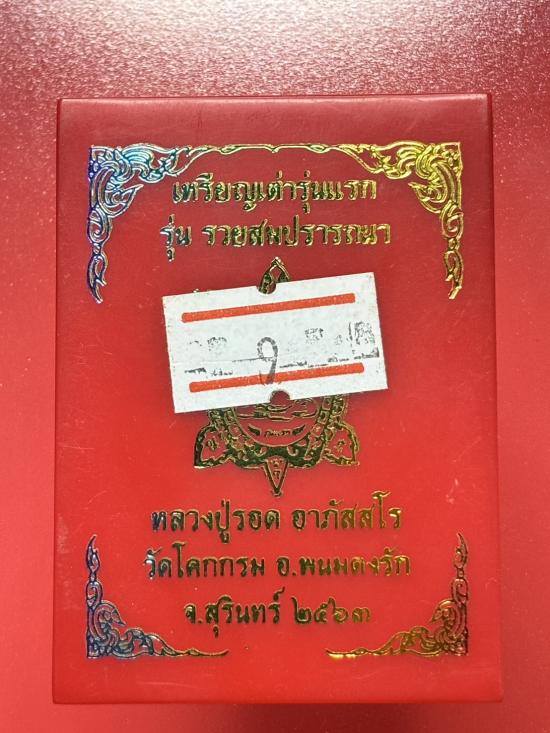 เหรียญเต่ารุ่นแรก
รุ่น รวยสมปรารถนา
9
หลวงปู่รอด อาภัสสโร
วัดโคกกรม อ.พนมดงรัก
จ.สุรินทร์ ๒๕๖๓